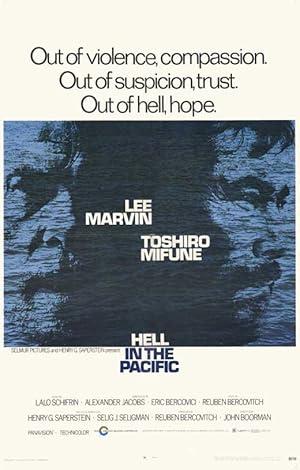 Out of violence, compassion.
Out of suspicion, trust.
Out of hell, hope.
LEE
MARVIN
TOSHIRO
MIFUNE
HELL
IN THE
PACIFIC
SELMUR PICTURES and HENRY G. SAPERSTEIN present
LALO SCHIFRIN • ALEXANDER JACOBS AND ERIC BERCOVICI • REUBEN BERCOVITCH
HENRY G. SAPERSTEIN AND SELIG J. SELIGMAN • REUBEN BERCOVITCH • JOHN BOORMAN
PANAVISION TECHNICOLOR